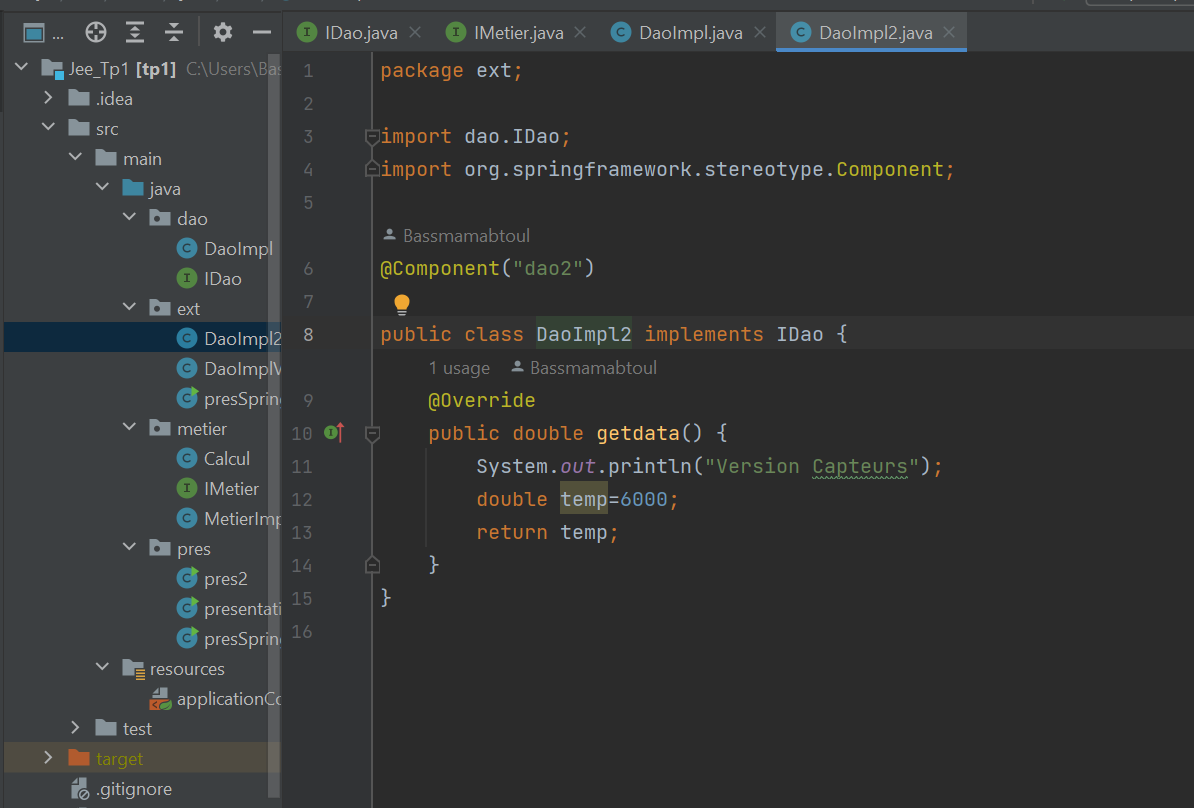 ...
IDao.java
IMetier.java
DaoImpl.java
DaoImpl2.java
Jee_Tp1 [tp1] C:\Users\Bas
.idea
src
main
java
dao
DaoImpl
IDao
ext
DaoImpl2
DaoImplV
presSpring
metier
Calcul
IMetier
MetierImp
pres
pres2
presentati
presSpring
resources
applicationCo
test
target
.gitignore
1 package ext;
2
3 import dao.IDao;
4 import org.springframework.stereotype.Component;
5
Bassmamabtoul
6 @Component("dao2")
7
8 public class DaoImpl2 implements IDao {
1 usage Bassmamabtoul
9 @Override
10 public double getdata() {
11 System.out.println("Version Capteurs");
12 double temp=6000;
13 return temp;
14 }
15 }
16